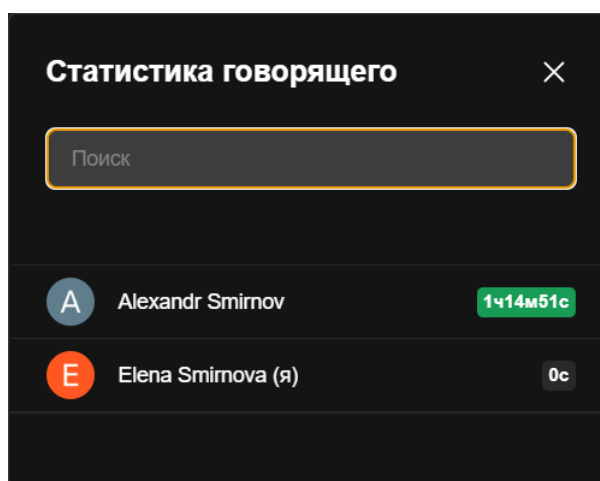 Статистика говорящего
Поиск
A Alexandr Smirnov 1ч14м51с
E Elena Smirnova (я) 0с